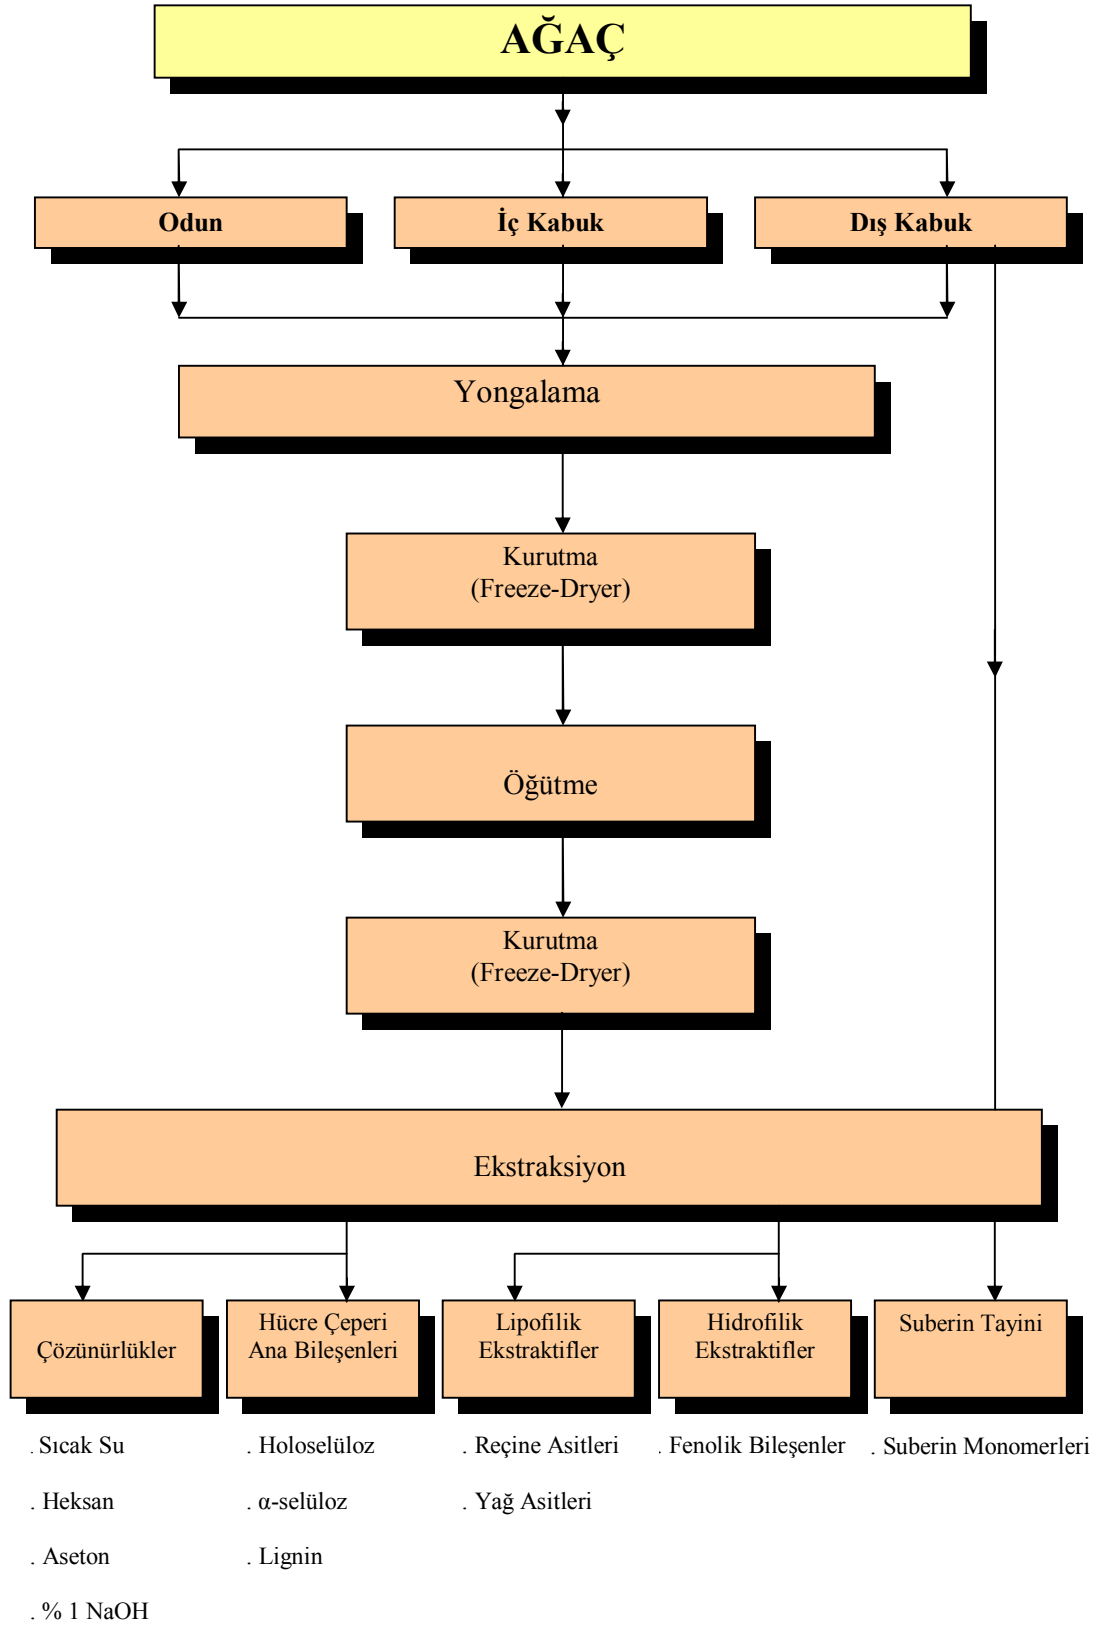 AĞAÇ
Odun
İç Kabuk
Dış Kabuk
Yongalama
Kurutma
(Freeze-Dryer)
Öğütme
Kurutma
(Freeze-Dryer)
Ekstraksiyon
Çözünürlükler
Hücre Çeperi
Ana Bileşenleri
Lipofilik
Ekstraktifler
Hidrofilik
Ekstraktifler
Suberin Tayini
. Sıcak Su
. Heksan
. Aseton
. % 1 NaOH
. Holoselüloz
. α-selüloz
. Lignin
. Reçine Asitleri
. Yağ Asitleri
. Fenolik Bileşenler
. Suberin Monomerleri